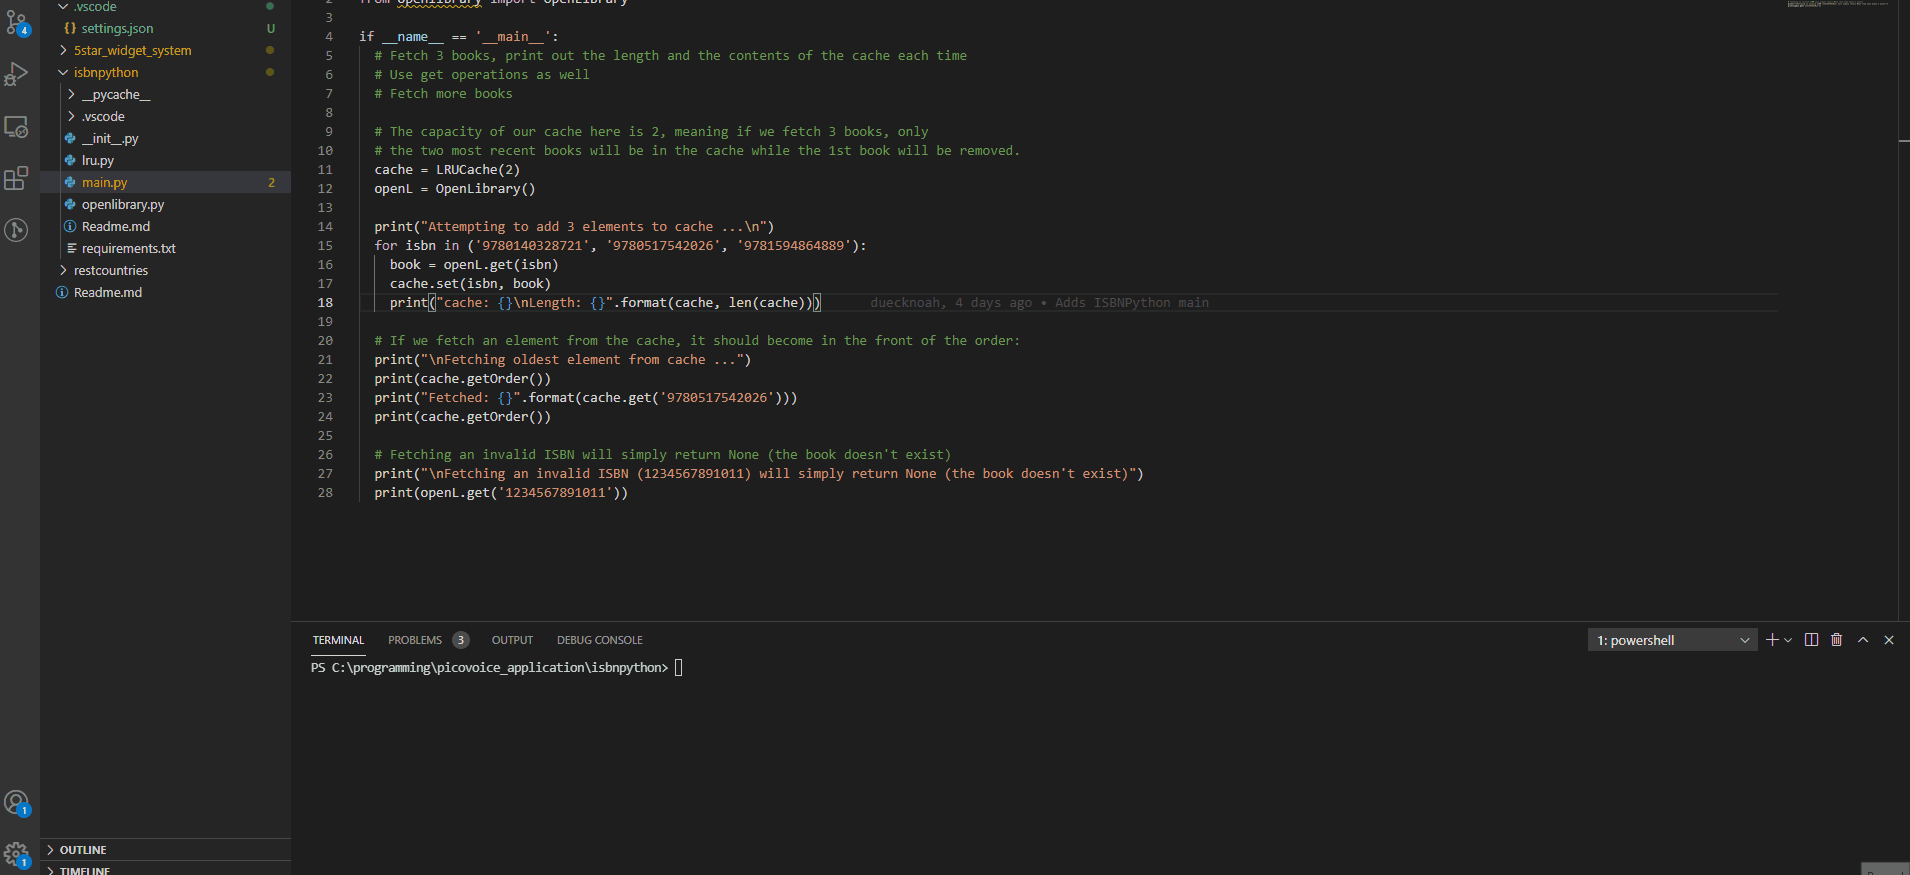 .vscode
settings.json U
5star_widget_system
isbnpython
__pycache__
.vscode
__init__.py
lru.py
main.py 2
openlibrary.py
Readme.md
requirements.txt
restcountries
Readme.md
4
1
1
OUTLINE
TIMELINE
2 from openlibrary import OpenLibrary
3
4 if __name__ == '__main__':
5 # Fetch 3 books, print out the length and the contents of the cache each time
6 # Use get operations as well
7 # Fetch more books
8
9 # The capacity of our cache here is 2, meaning if we fetch 3 books, only
10 # the two most recent books will be in the cache while the 1st book will be removed.
11 cache = LRUCache(2)
12 openL = OpenLibrary()
13
14 print("Attempting to add 3 elements to cache ...\n")
15 for isbn in ('9780140328721', '9780517542026', '9781594864889'):
16 book = openL.get(isbn)
17 cache.set(isbn, book)
18 print("cache: {}\nLength: {}".format(cache, len(cache))) duecknoah, 4 days ago • Adds ISBNPython main
19
20 # If we fetch an element from the cache, it should become in the front of the order:
21 print("\nFetching oldest element from cache ...")
22 print(cache.getOrder())
23 print("Fetched: {}".format(cache.get('9780517542026')))
24 print(cache.getOrder())
25
26 # Fetching an invalid ISBN will simply return None (the book doesn't exist)
27 print("\nFetching an invalid ISBN (1234567891011) will simply return None (the book doesn't exist)")
28 print(openL.get('1234567891011'))
TERMINAL PROBLEMS 3 OUTPUT DEBUG CONSOLE 1: powershell
PS C:\programming\picovoice_application\isbnpython>